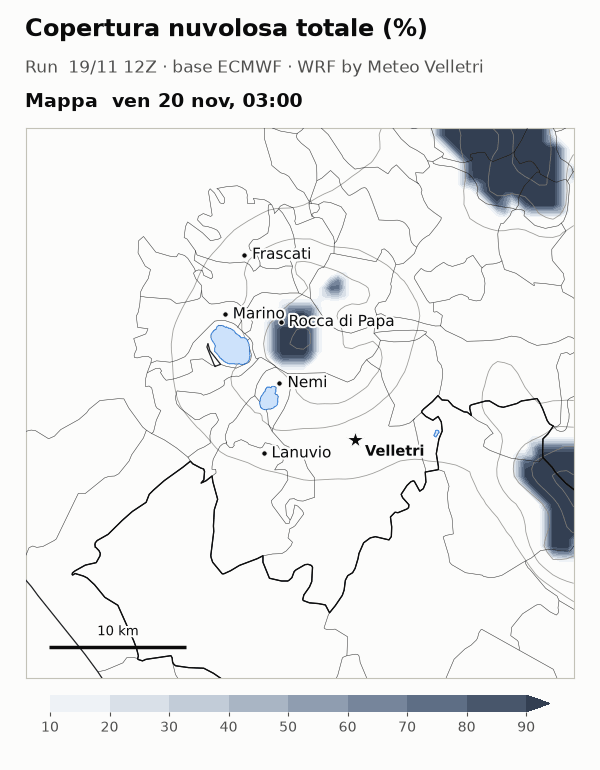 Copertura nuvolosa totale (%)
Run  19/11 12Z · base ECMWF · WRF by Meteo Velletri
Mappa  ven 20 nov, 03:00
Frascati
Marino
Rocca di Papa
Nemi
Velletri
Lanuvio
10 km
10 20 30 40 50 60 70 80 90